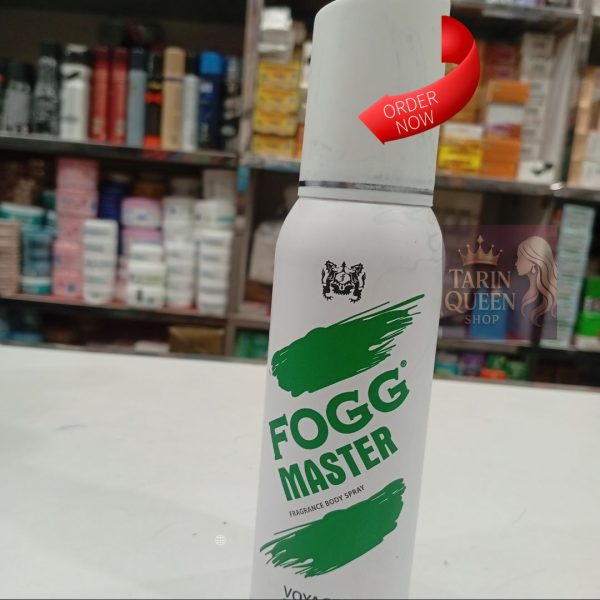 ORDER
NOW
TARIN
QUEEN
SHOP
FOGG®
MASTER
FRAGRANCE BODY SPRAY